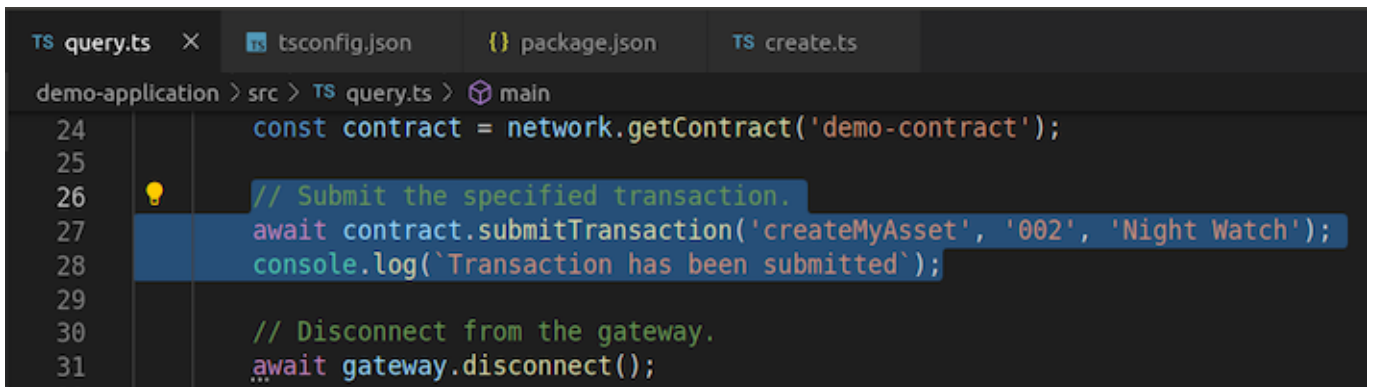 TS query.ts × TS tsconfig.json {} package.json TS create.ts
demo-application > src > TS query.ts > main
24 const contract = network.getContract('demo-contract');
25
26 // Submit the specified transaction.
27 await contract.submitTransaction('createMyAsset', '002', 'Night Watch');
28 console.log(`Transaction has been submitted`);
29
30 // Disconnect from the gateway.
31 await gateway.disconnect();